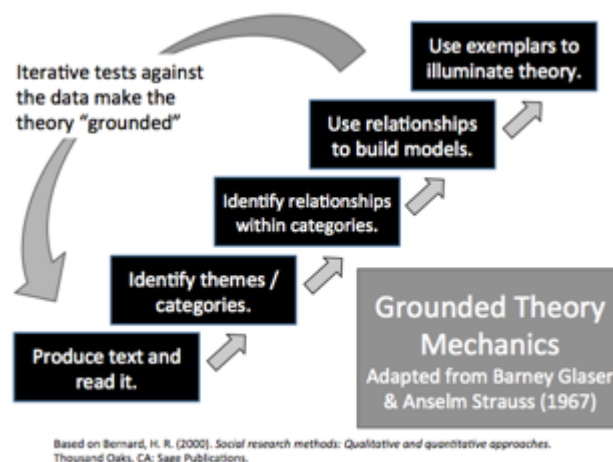 Iterative tests against
the data make the
theory “grounded”
Use exemplars to
illuminate theory.
Use relationships
to build models.
Identify relationships
within categories.
Identify themes /
categories.
Produce text and
read it.
Grounded Theory
Mechanics
Adapted from Barney Glaser
& Anselm Strauss (1967)
Based on Bernard, H. R. (2000). Social research methods: Qualitative and quantitative approaches.
Thousand Oaks, CA: Sage Publications.